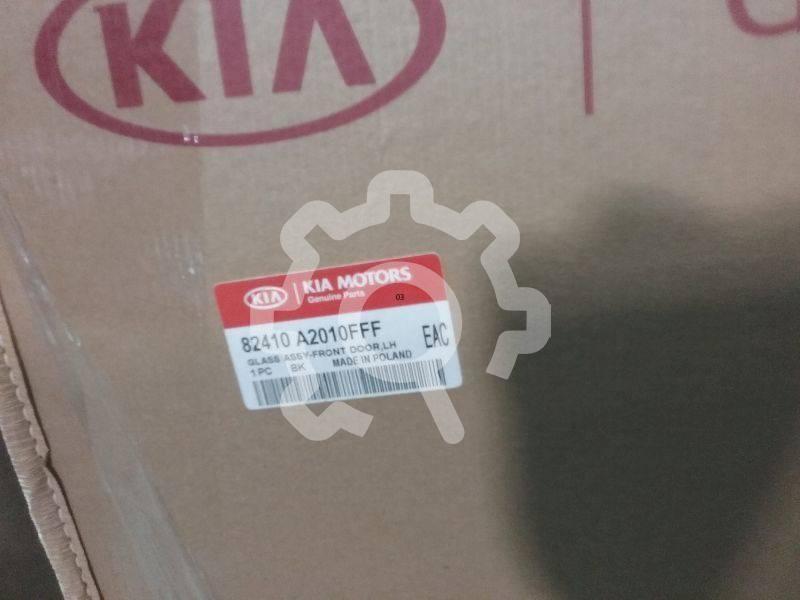 KIA
KIA KIA MOTORS
Genuine Parts
03
82410 A2010FFF
EAC
GLASS ASSY-FRONT DOOR,LH
1 PC BK MADE IN POLAND